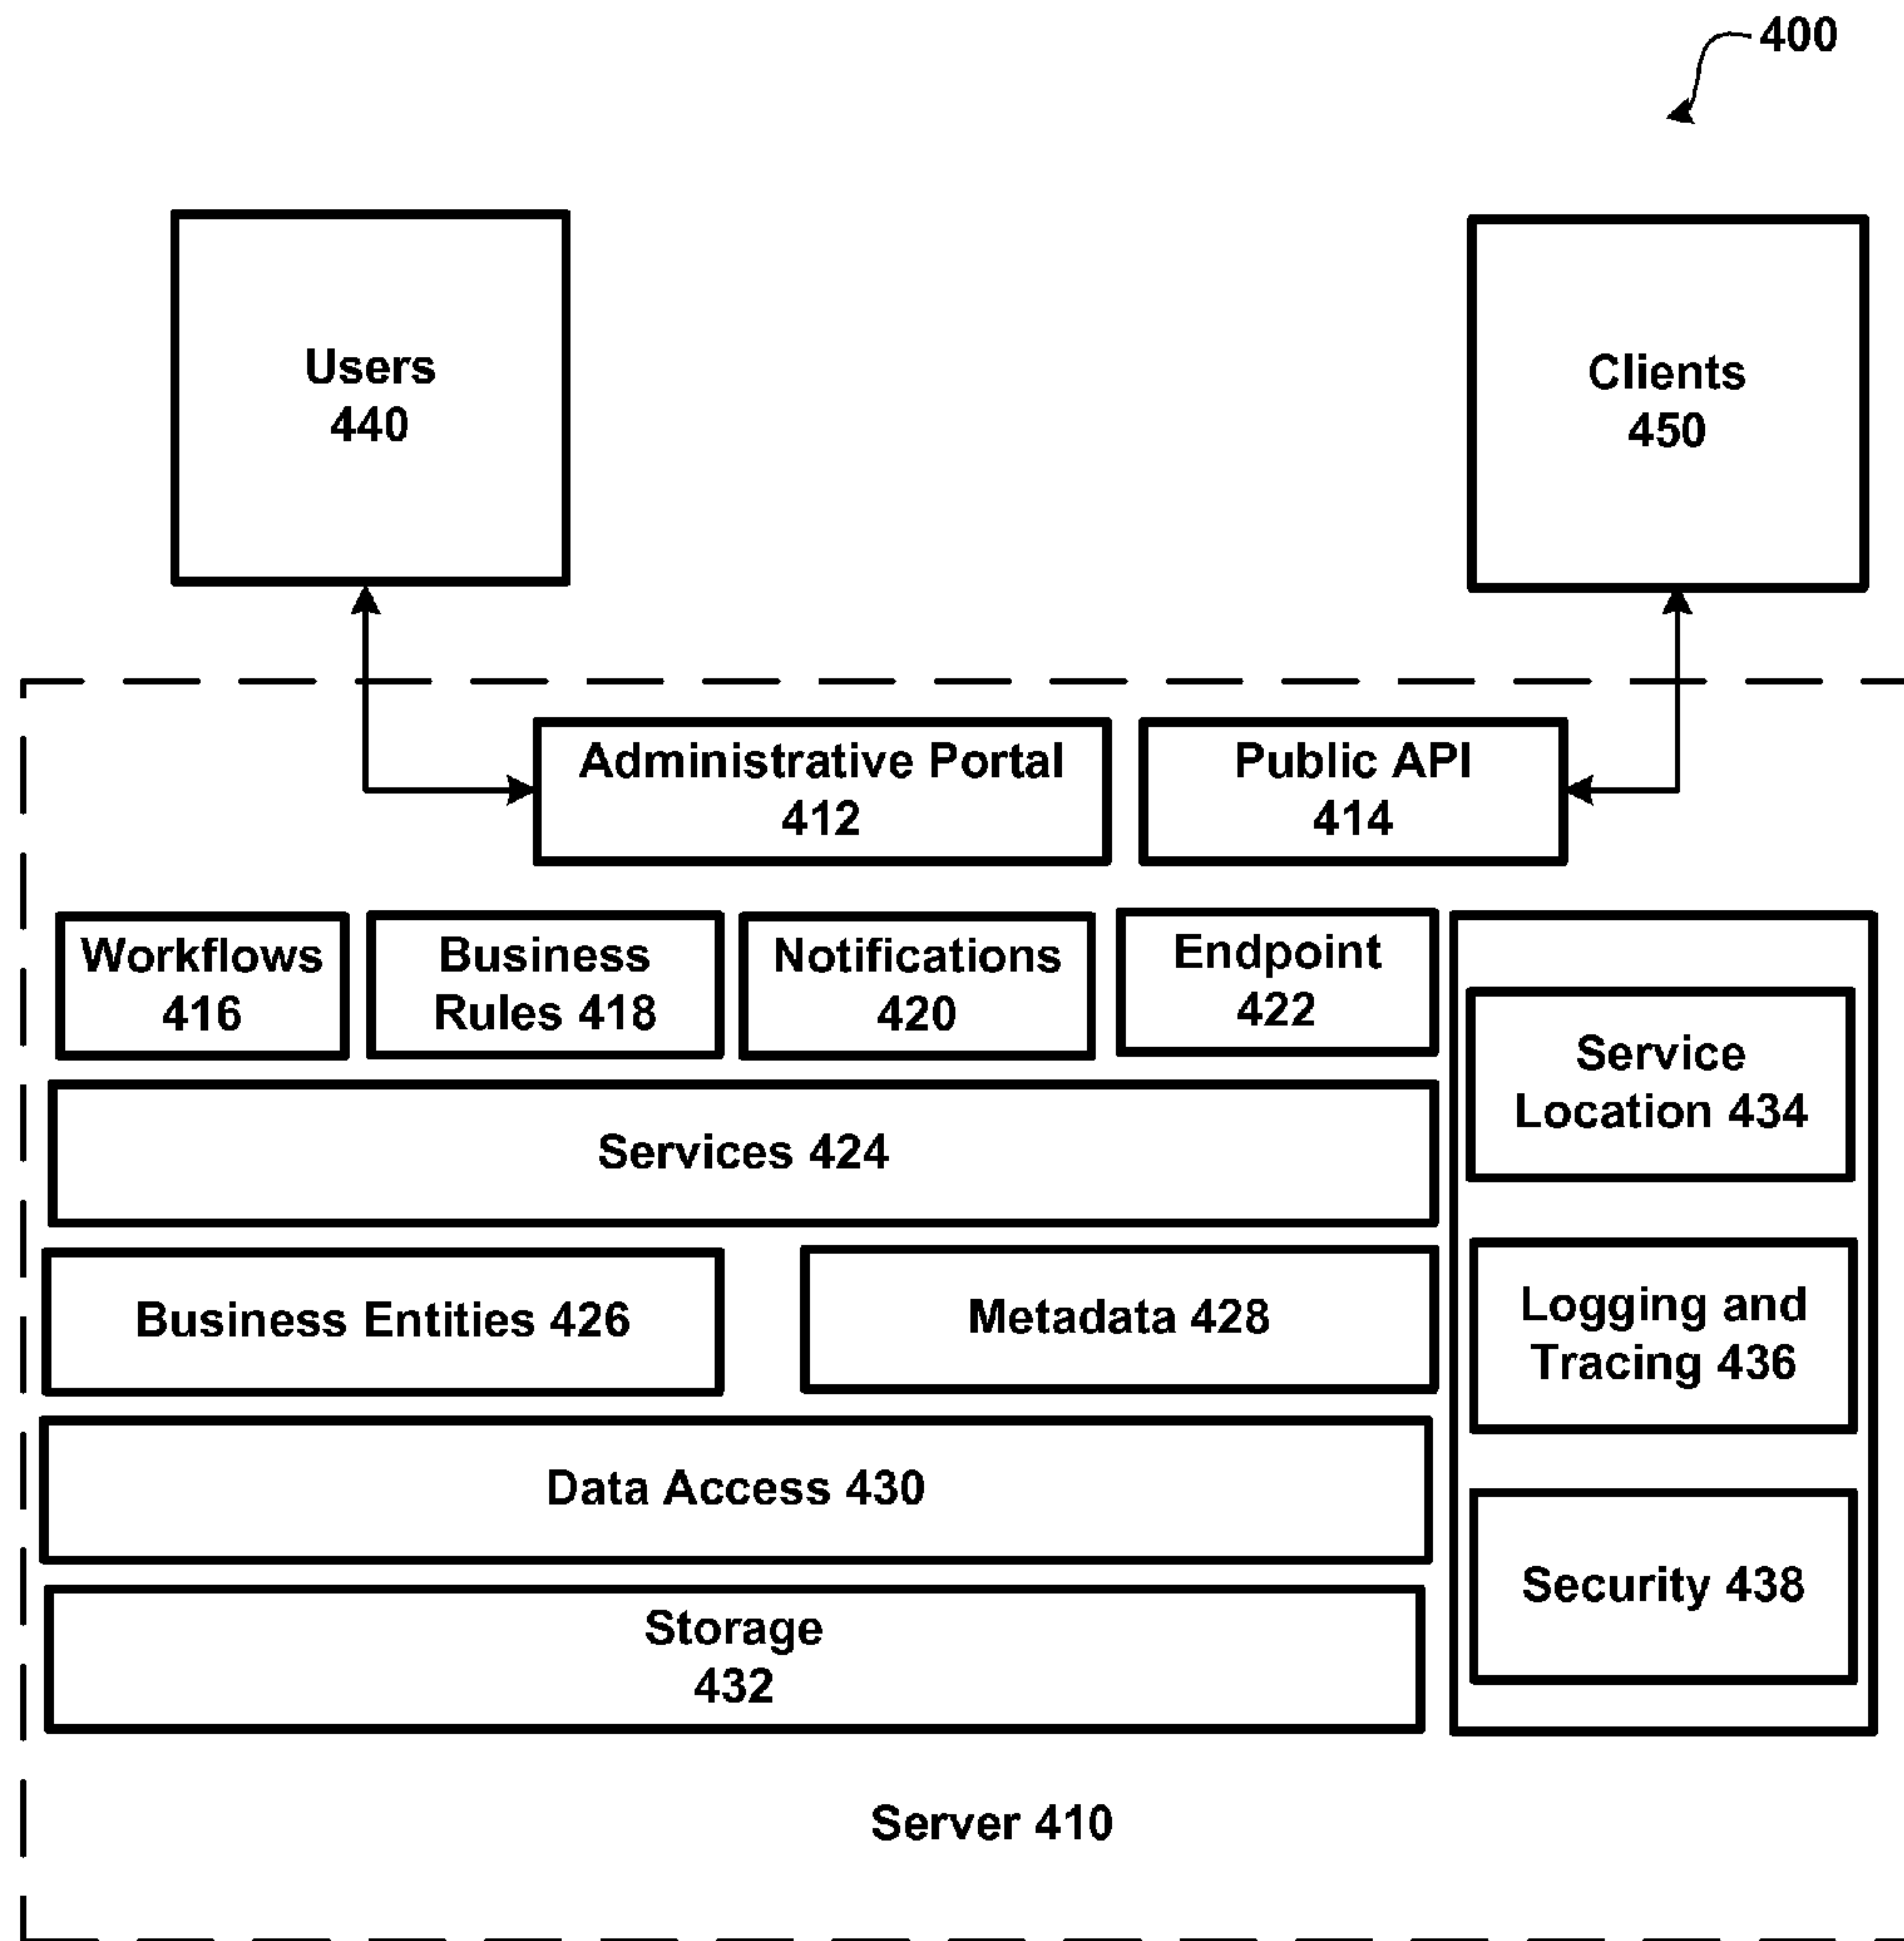 400
Users
440
Clients
450
Administrative Portal
412
Public API
414
Workflows
416
Business
Rules 418
Notifications
420
Endpoint
422
Service
Location 434
Services 424
Business Entities 426
Metadata 428
Logging and
Tracing 436
Data Access 430
Security 438
Storage
432
Server 410